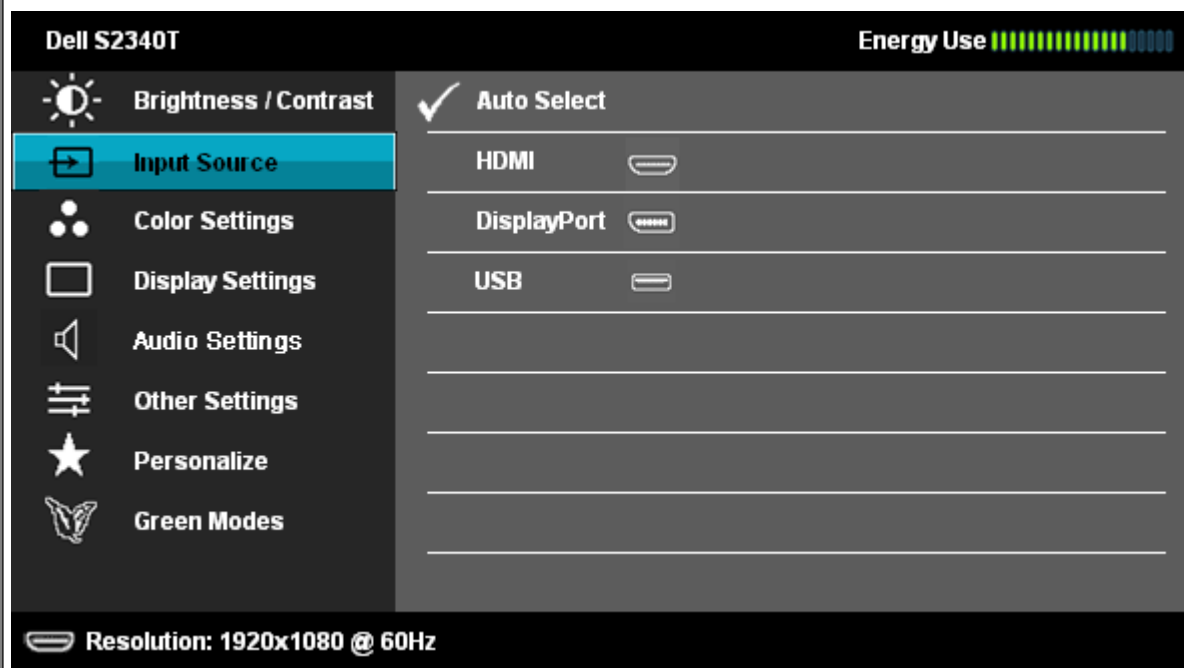 Dell S2340T Energy Use
Brightness / Contrast Auto Select
Input Source HDMI
Color Settings DisplayPort
Display Settings USB
Audio Settings
Other Settings
Personalize
Green Modes
Resolution: 1920x1080 @ 60Hz